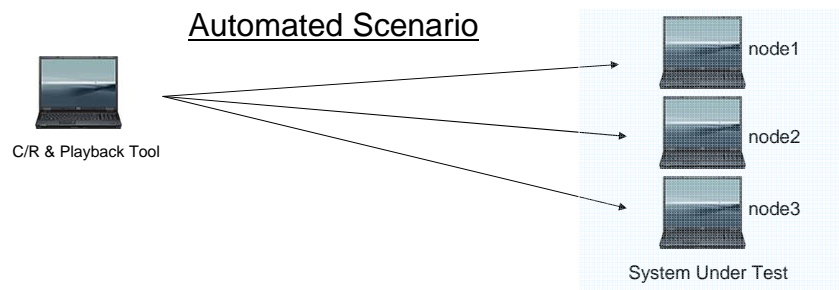 Automated Scenario
node1
C/R & Playback Tool
node2
node3
System Under Test